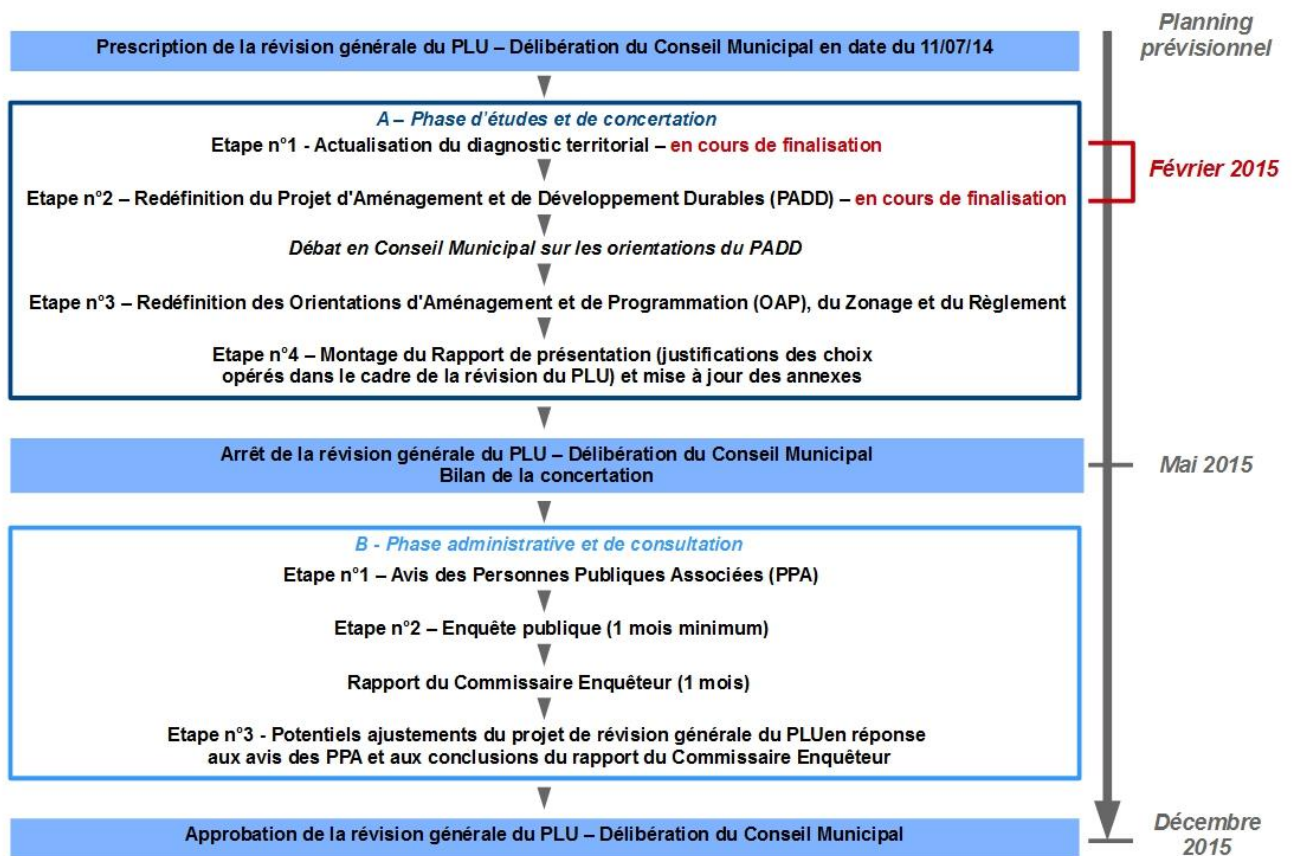 Planning
prévisionnel
Prescription de la révision générale du PLU – Délibération du Conseil Municipal en date du 11/07/14
A – Phase d'études et de concertation
Etape n°1 - Actualisation du diagnostic territorial – en cours de finalisation
Février 2015
Etape n°2 – Redéfinition du Projet d'Aménagement et de Développement Durables (PADD) – en cours de finalisation
Débat en Conseil Municipal sur les orientations du PADD
Etape n°3 – Redéfinition des Orientations d'Aménagement et de Programmation (OAP), du Zonage et du Règlement
Etape n°4 – Montage du Rapport de présentation (justifications des choix
opérés dans le cadre de la révision du PLU) et mise à jour des annexes
Arrêt de la révision générale du PLU – Délibération du Conseil Municipal
Bilan de la concertation
Mai 2015
B - Phase administrative et de consultation
Etape n°1 – Avis des Personnes Publiques Associées (PPA)
Etape n°2 – Enquête publique (1 mois minimum)
Rapport du Commissaire Enquêteur (1 mois)
Etape n°3 - Potentiels ajustements du projet de révision générale du PLUen réponse
aux avis des PPA et aux conclusions du rapport du Commissaire Enquêteur
Approbation de la révision générale du PLU – Délibération du Conseil Municipal
Décembre
2015